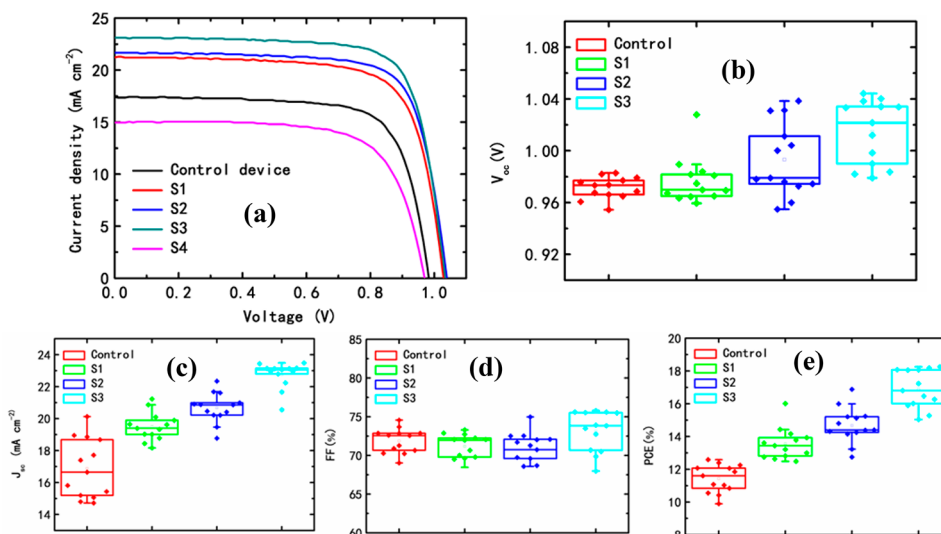 25
20
15
10
5
0
Current density (mA cm-2)
Control device
S1
S2
S3
S4
(a)
0.0 0.2 0.4 0.6 0.8 1.0
Voltage (V)
1.08
1.04
1.00
0.96
0.92
Voc (V)
Control
S1
S2
S3
(b)
24
22
20
18
16
14
Jsc (mA cm-2)
Control
S1
S2
S3
(c)
85
80
75
70
65
60
FF(%)
Control
S1
S2
S3
(d)
20
18
16
14
12
10
8
PCE(%)
Control
S1
S2
S3
(e)